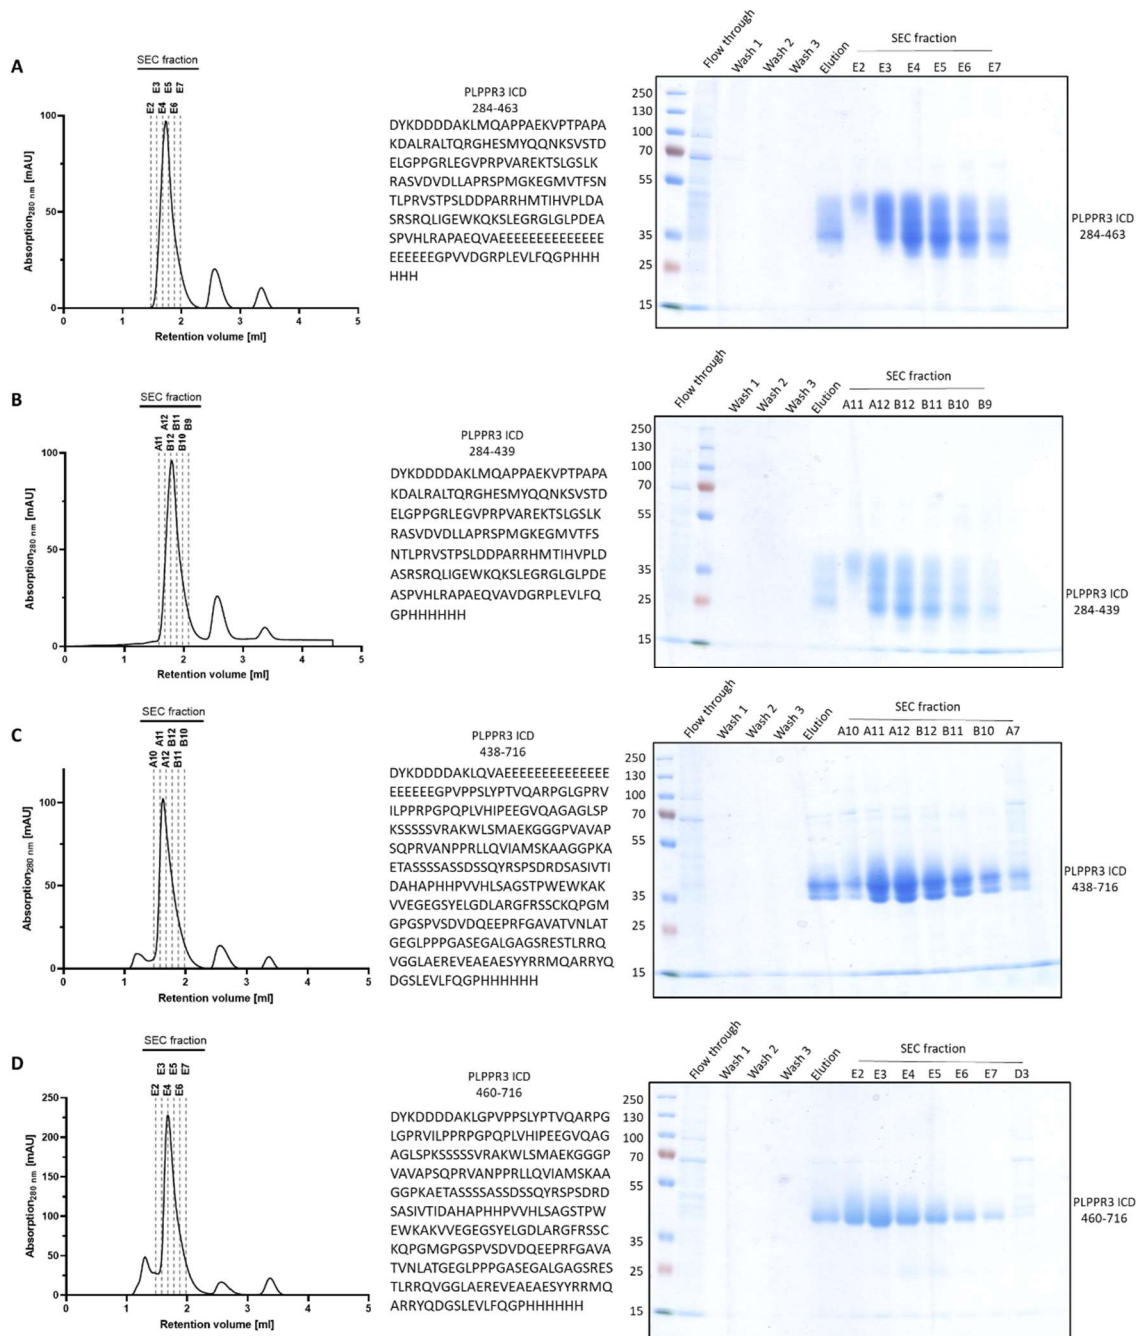 A
SEC fraction
E2
E3
E4
E5
E6
E7
100
50
0
Absorption280 nm [mAU]
0 1 2 3 4 5
Retention volume [ml]
PLPPR3 ICD
284-463
DYKDDDDAKLMQAPPAEKVPTPAPA
KDALRALTQRGHESMYQQNKSVSTD
ELGPPGRLEGVPRPVAREKTSLGSLK
RASVDVDLLAPRSPMGKEGMVTFSN
TLPRVSTPSLDDPARRHMTIHVPLDA
SRSRQLIGEWKQKSLEGRGLGLPDEA
SPVHLRAPAEQVAEEEEEEEEEEEEEE
EEEEEEGPVVDGRPLEVLFQGPHHH
HHH
Flow through
Wash 1
Wash 2
Wash 3
Elution
SEC fraction
E2 E3 E4 E5 E6 E7
250
130
100
70
55
35
25
15
PLPPR3 ICD
284-463
B
SEC fraction
A11
A12
B12
B11
B10
B9
100
50
0
Absorption280 nm [mAU]
0 1 2 3 4 5
Retention volume [ml]
PLPPR3 ICD
284-439
DYKDDDDAKLMQAPPAEKVPTPAPA
KDALRALTQRGHESMYQQNKSVSTD
ELGPPGRLEGVPRPVAREKTSLGSLK
RASVDVDLLAPRSPMGKEGMVTFS
NTLPRVSTPSLDDPARRHMTIHVPLD
ASRSRQLIGEWKQKSLEGRGLGLPDE
ASPVHLRAPAEQVAVDGRPLEVLFQ
GPHHHHHH
Flow through
Wash 1
Wash 2
Wash 3
Elution
SEC fraction
A11 A12 B12 B11 B10 B9
250
130
100
70
55
35
25
15
PLPPR3 ICD
284-439
C
SEC fraction
A10
A11
A12
B12
B11
B10
100
50
0
Absorption280 nm [mAU]
0 1 2 3 4 5
Retention volume [ml]
PLPPR3 ICD
438-716
DYKDDDDAKLQVAEEEEEEEEEEEEEE
EEEEEEGPVPPSLYPTVQARPGLGPRV
ILPPRPGPQPLVHIPEEGVQAGAGLSP
KSSSSSVRAKWLSMAEKGGGPVAVAP
SQPRVANPPRLLQVIAMSKAAGGPKA
ETASSSSASSDSSQYRSPSDRDSASIVTI
DAHAPHHPVVHLSAGSTPWEWKAK
VVEGEGSYELGDLARGFRSSCKQPGM
GPGSPVSDVDQEEPRFGAVATVNLAT
GEGLPPPGASEGALGAGSRESTLRRQ
VGGLAEREVEAEAESYYRRMQARRYQ
DGSLEVLFQGPHHHHHH
Flow through
Wash 1
Wash 2
Wash 3
Elution
SEC fraction
A10 A11 A12 B12 B11 B10 A7
250
130
100
70
55
35
25
15
PLPPR3 ICD
438-716
D
SEC fraction
E2
E3
E4
E5
E6
E7
250
200
150
100
50
0
Absorption280 nm [mAU]
0 1 2 3 4 5
Retention volume [ml]
PLPPR3 ICD
460-716
DYKDDDDAKLGPVPPSLYPTVQARPG
LGPRVILPPRPGPQPLVHIPEEGVQAG
AGLSPKSSSSSVRAKWLSMAEKGGGP
VAVAPSQPRVANPPRLLQVIAMSKAA
GGPKAETASSSSASSDSSQYRSPSDRD
SASIVTIDAHAPHHPVVHLSAGSTPW
EWKAKVVEGEGSYELGDLARGFRSSC
KQPGMGPGSPVSDVDQEEPRFGAVA
TVNLATGEGLPPPGASEGALGAGSRES
TLRRQVGGLAEREVEAEAESYYRRMQ
ARRYQDGSLEVLFQGPHHHHHH
Flow through
Wash 1
Wash 2
Wash 3
Elution
SEC fraction
E2 E3 E4 E5 E6 E7 D3
250
130
100
70
55
35
25
15
PLPPR3 ICD
460-716